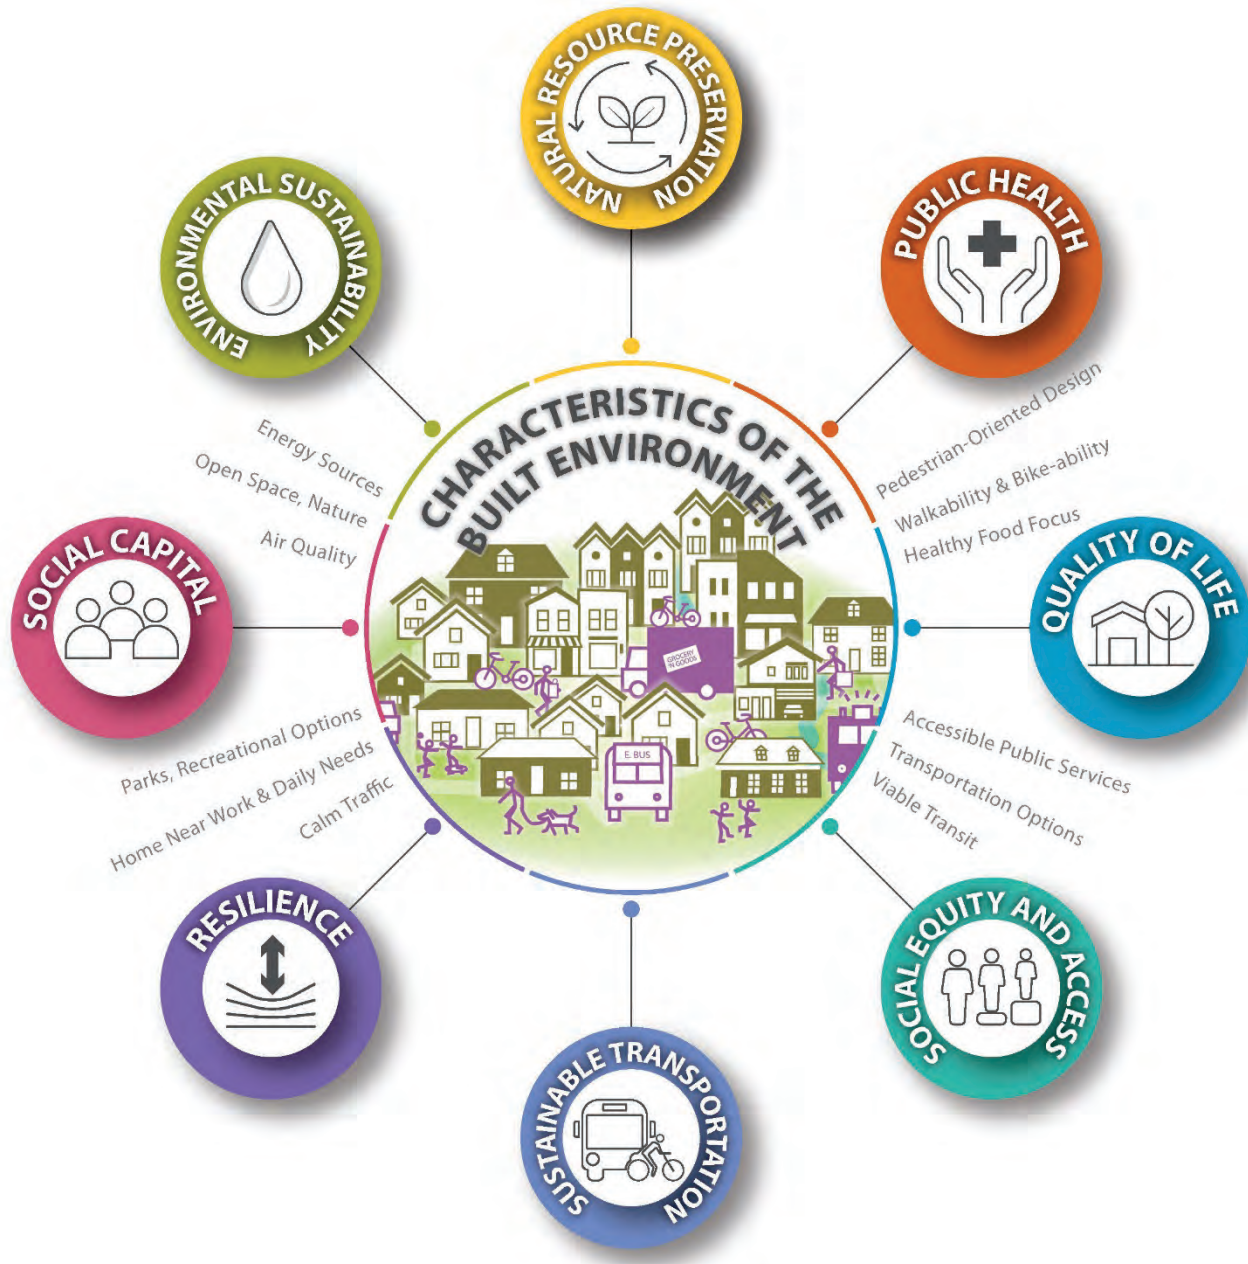 NATURAL RESOURCE PRESERVATION
ENVIRONMENTAL SUSTAINABILITY
PUBLIC HEALTH
CHARACTERISTICS OF THE
BUILT ENVIRONMENT
Energy Sources
Open Space, Nature
Air Quality
Pedestrian-Oriented Design
Walkability & Bike-ability
Healthy Food Focus
SOCIAL CAPITAL
QUALITY OF LIFE
GROCERY
'N GOODS
E. BUS
Parks, Recreational Options
Home Near Work & Daily Needs
Calm Traffic
Accessible Public Services
Transportation Options
Viable Transit
RESILIENCE
SOCIAL EQUITY AND ACCESS
SUSTAINABLE TRANSPORTATION